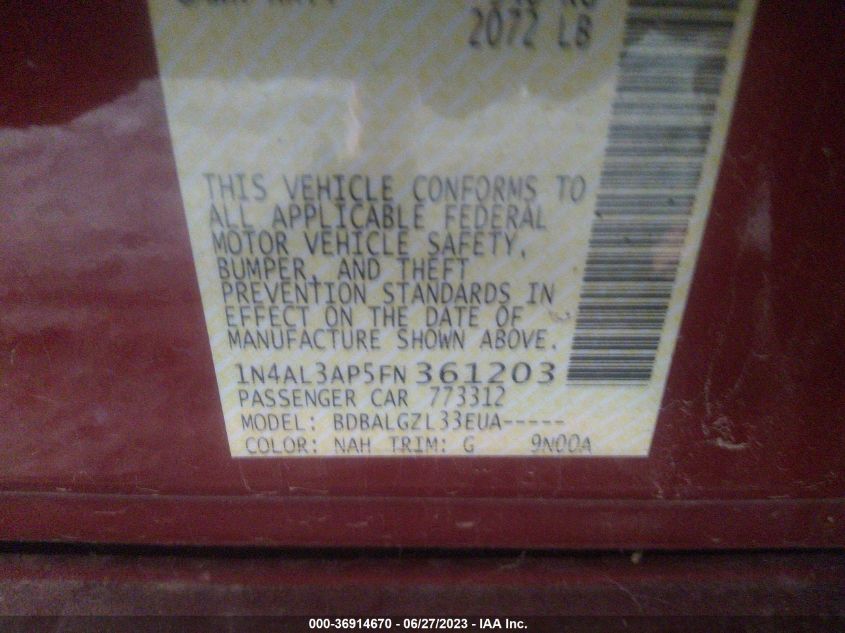 2072 LB
THIS VEHICLE CONFORMS TO
ALL APPLICABLE FEDERAL
MOTOR VEHICLE SAFETY,
BUMPER, AND THEFT
PREVENTION STANDARDS IN
EFFECT ON THE DATE OF
MANUFACTURE SHOWN ABOVE.
1N4AL3AP5FN361203
PASSENGER CAR 773312
MODEL: BDBALGZL33EUA-----
COLOR: NAH TRIM: G 9N00A
000-36914670 - 06/27/2023 - IAA Inc.